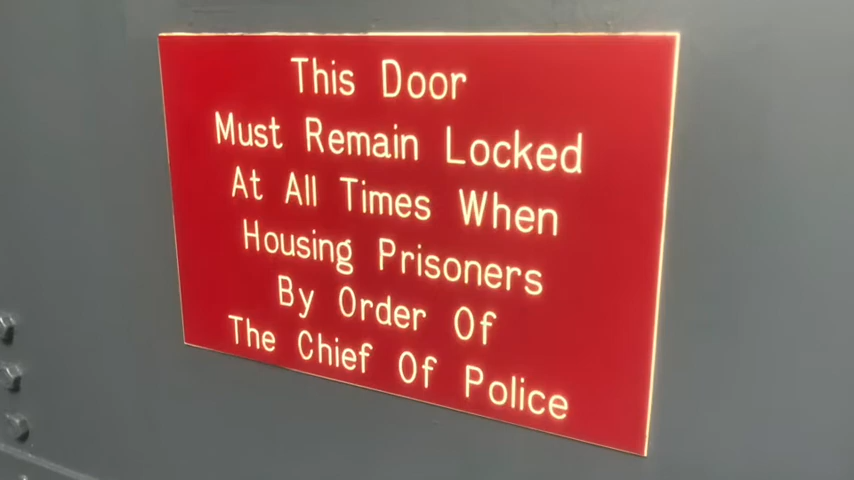 This Door
Must Remain Locked
At All Times When
Housing Prisoners
By Order Of
The Chief Of Police